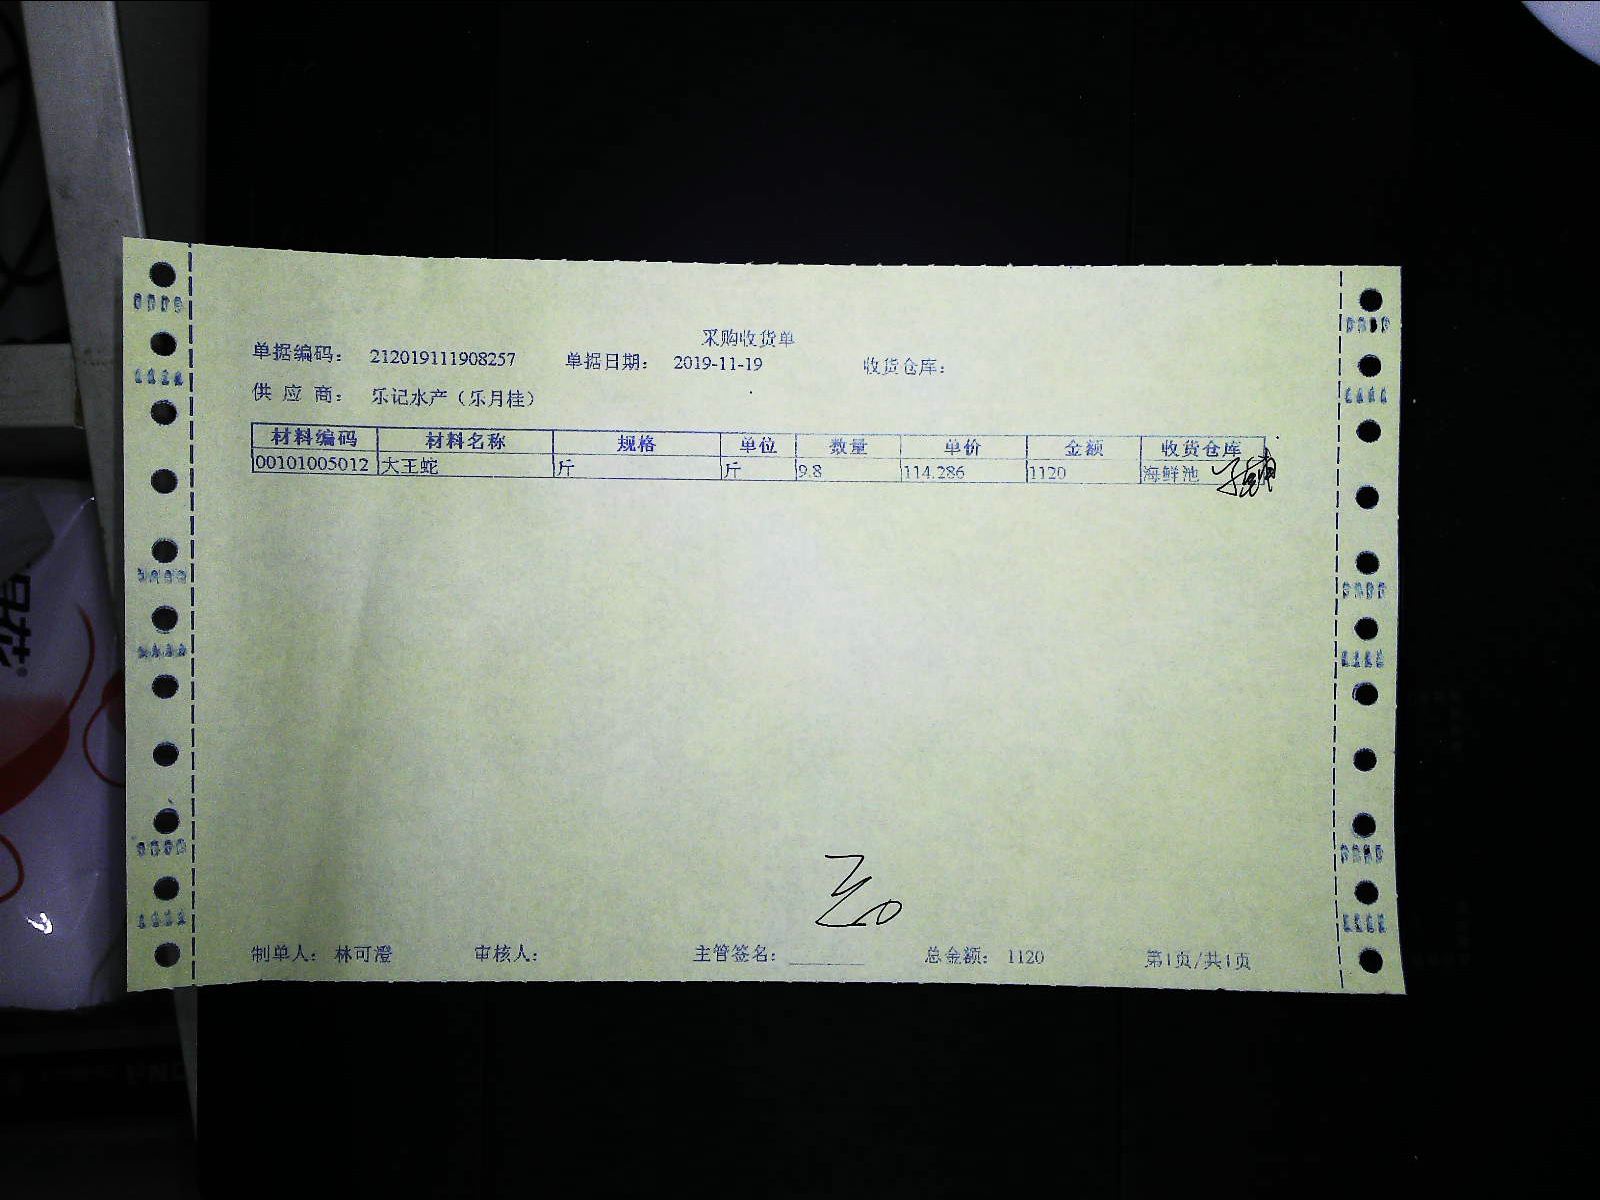 采购收货单
单据编码： 212019111908257 单据日期： 2019-11-19 收货仓库：
供 应 商： 乐记水产（乐月桂）
材料编码 材料名称 规格 单位 数量 单价 金额 收货仓库
00101005012 大王蛇 斤 斤 9.8 114.286 1120 海鲜池
制单人： 林可澄 审核人： 主管签名： ________ 总金额： 1120 第1页/共1页